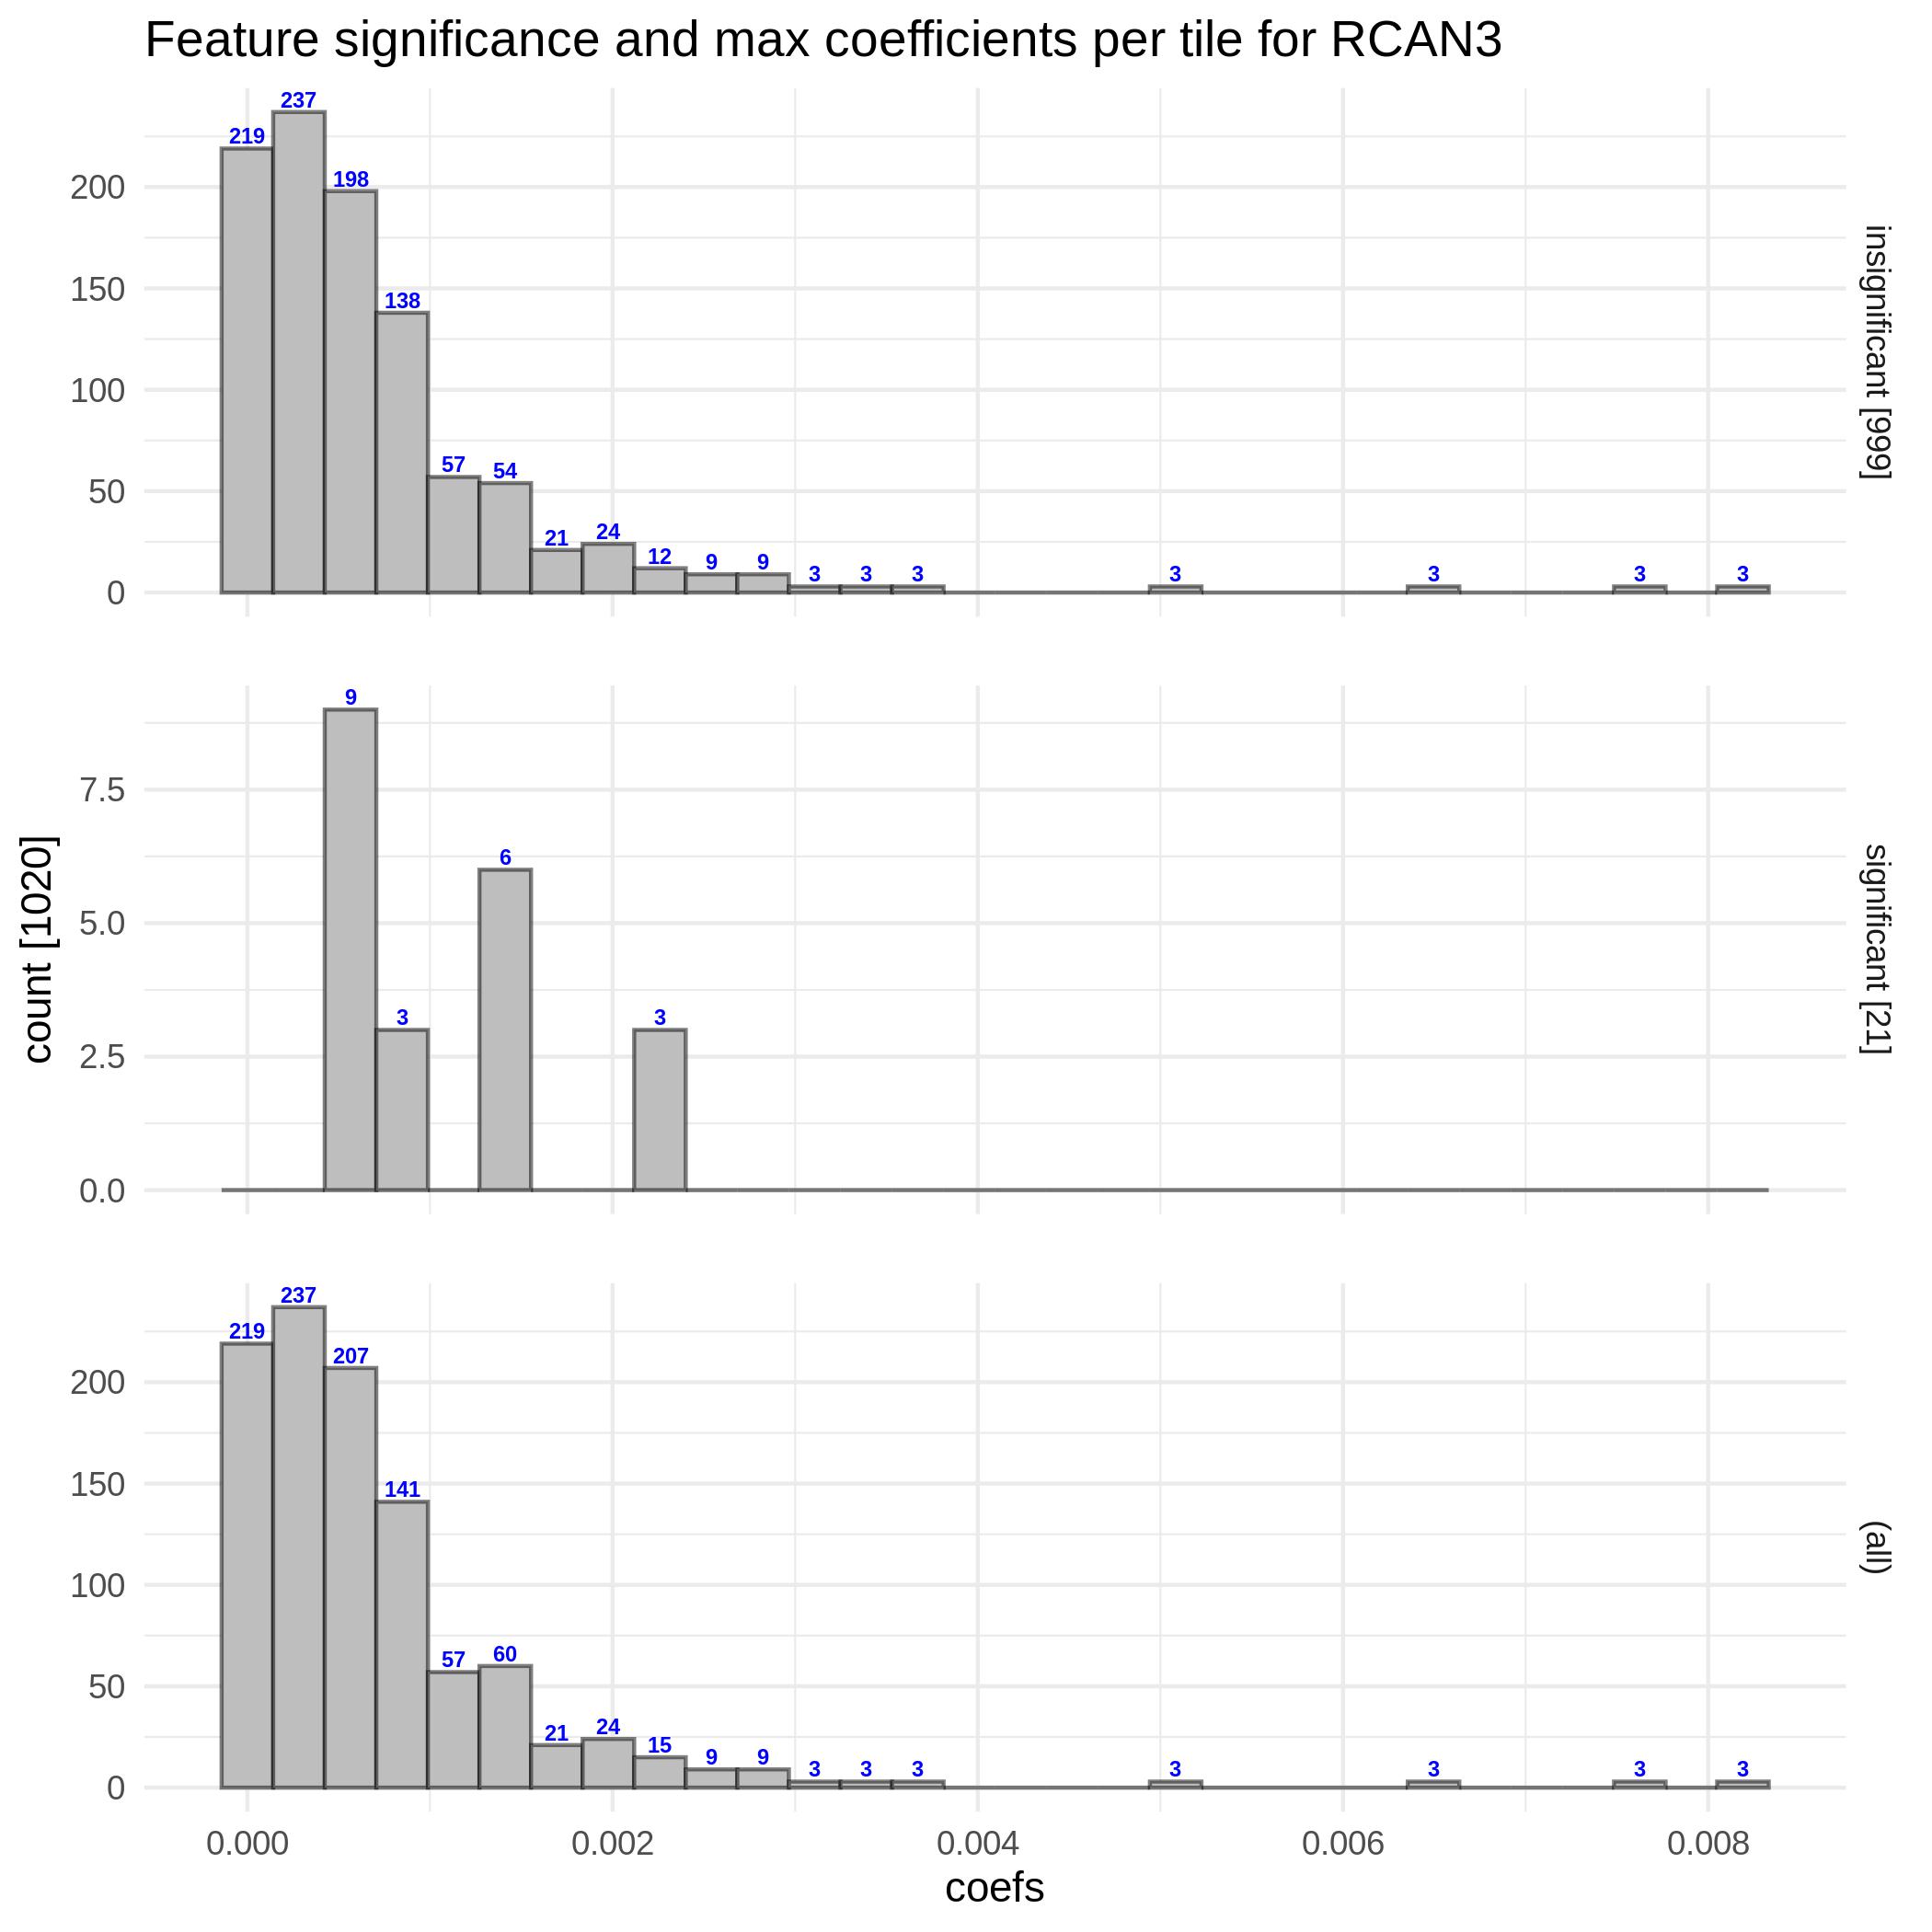 Feature significance and max coefficients per tile for RCAN3
219 237 198 138 57 54 21 24 12 9 9 3 3 3 3 3 3 3
200
150
100
50
0
insignificant [999]
9 3 6 3
7.5
5.0
2.5
0.0
significant [21]
count [1020]
219 237 207 141 57 60 21 24 15 9 9 3 3 3 3 3 3 3
200
150
100
50
0
(all)
0.000 0.002 0.004 0.006 0.008
coefs